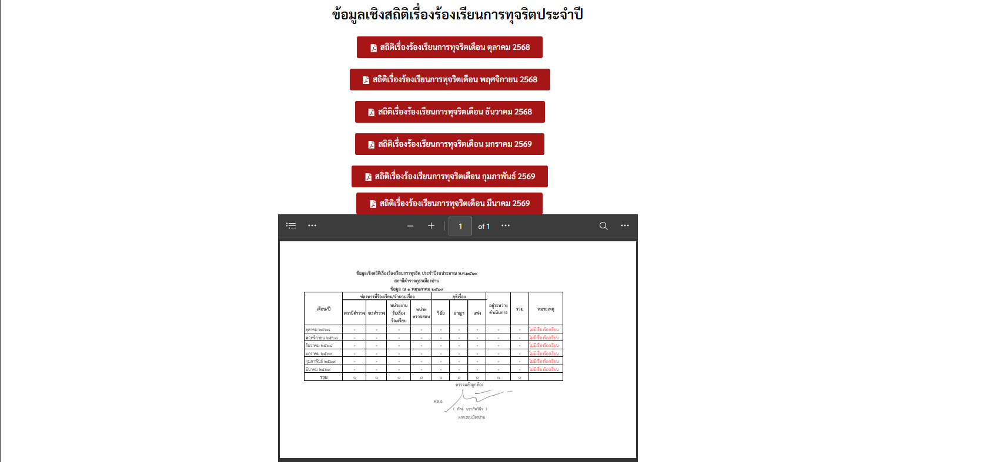 ข้อมูลเชิงสถิติเรื่องร้องเรียนการทุจริตประจำปี
สถิติเรื่องร้องเรียนการทุจริตเดือน ตุลาคม 2568
สถิติเรื่องร้องเรียนการทุจริตเดือน พฤศจิกายน 2568
สถิติเรื่องร้องเรียนการทุจริตเดือน ธันวาคม 2568
สถิติเรื่องร้องเรียนการทุจริตเดือน มกราคม 2569
สถิติเรื่องร้องเรียนการทุจริตเดือน กุมภาพันธ์ 2569
สถิติเรื่องร้องเรียนการทุจริตเดือน มีนาคม 2569
1 of 1
ข้อมูลเชิงสถิติเรื่องร้องเรียนการทุจริต ประจำปีงบประมาณ พ.ศ.๒๕๖๙
สถานีตำรวจภูธรเมืองปาน
ข้อมูล ณ ๑ พฤษภาคม ๒๕๖๙
เดือน/ปี ช่องทางที่ร้องเรียน/จำนวนเรื่อง ยุติเรื่อง อยู่ระหว่างดำเนินการ รวม หมายเหตุ
สถานีตำรวจ จเรตำรวจ หน่วยงานรับเรื่องร้องเรียน หน่วยตรวจสอบ วินัย อาญา แพ่ง
ตุลาคม ๒๕๖๘ - - - - - - - - - ไม่มีเรื่องร้องเรียน
พฤศจิกายน ๒๕๖๘ - - - - - - - - - ไม่มีเรื่องร้องเรียน
ธันวาคม ๒๕๖๘ - - - - - - - - - ไม่มีเรื่องร้องเรียน
มกราคม ๒๕๖๙ - - - - - - - - - ไม่มีเรื่องร้องเรียน
กุมภาพันธ์ ๒๕๖๙ - - - - - - - - - ไม่มีเรื่องร้องเรียน
มีนาคม ๒๕๖๙ - - - - - - - - - ไม่มีเรื่องร้องเรียน
รวม ๐ ๐ ๐ ๐ ๐ ๐ ๐ ๐ ๐
ตรวจแล้วถูกต้อง
พ.ต.อ.
ผกก.สภ.เมืองปาน